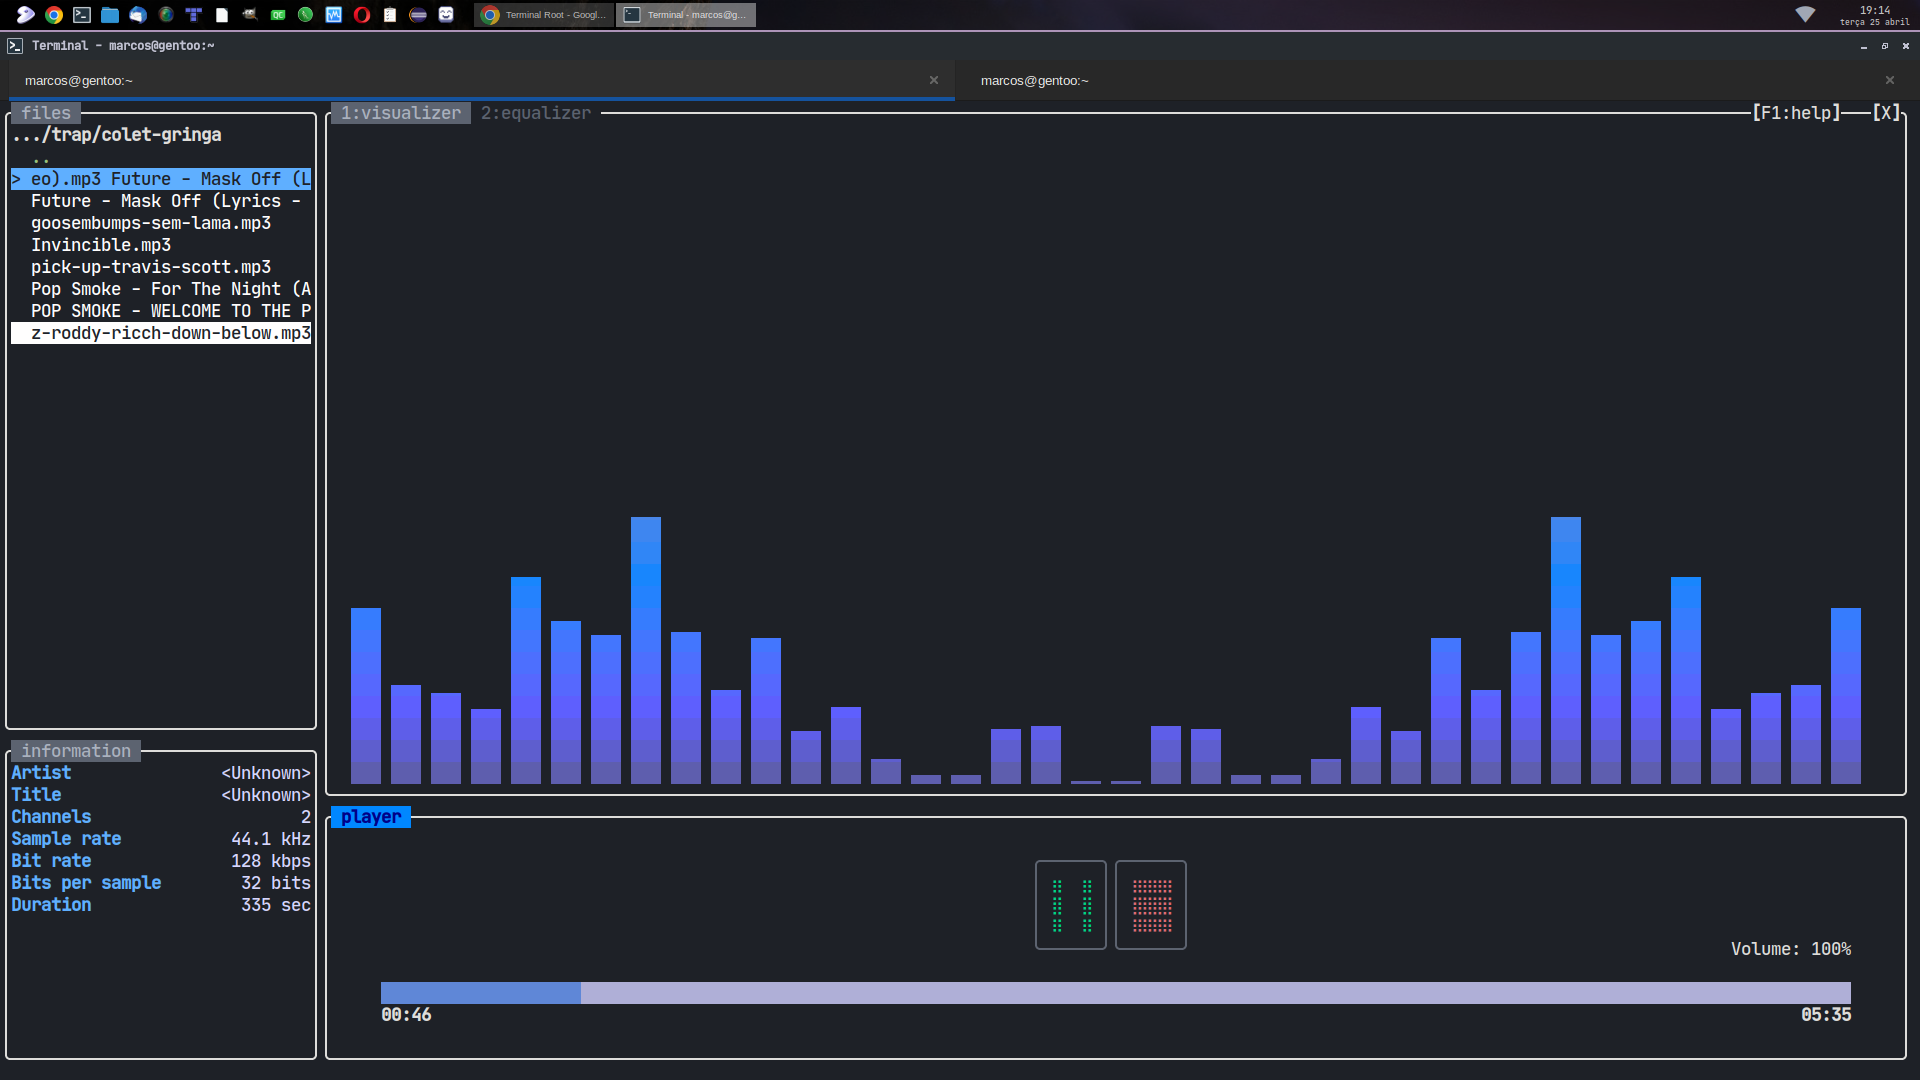 Terminal Root - Googl...
Terminal - marcos@g...
19:14
terça 25 abril
Terminal - marcos@gentoo:~
marcos@gentoo:~
marcos@gentoo:~
files
1:visualizer 2:equalizer
[F1:help] [X]
.../trap/colet-gringa
..
> eo).mp3 Future - Mask Off (L
Future - Mask Off (Lyrics -
goosembumps-sem-lama.mp3
Invincible.mp3
pick-up-travis-scott.mp3
Pop Smoke - For The Night (A
POP SMOKE - WELCOME TO THE P
z-roddy-ricch-down-below.mp3
information
Artist <Unknown>
Title <Unknown>
Channels 2
Sample rate 44.1 kHz
Bit rate 128 kbps
Bits per sample 32 bits
Duration 335 sec
player
Volume: 100%
00:46 05:35